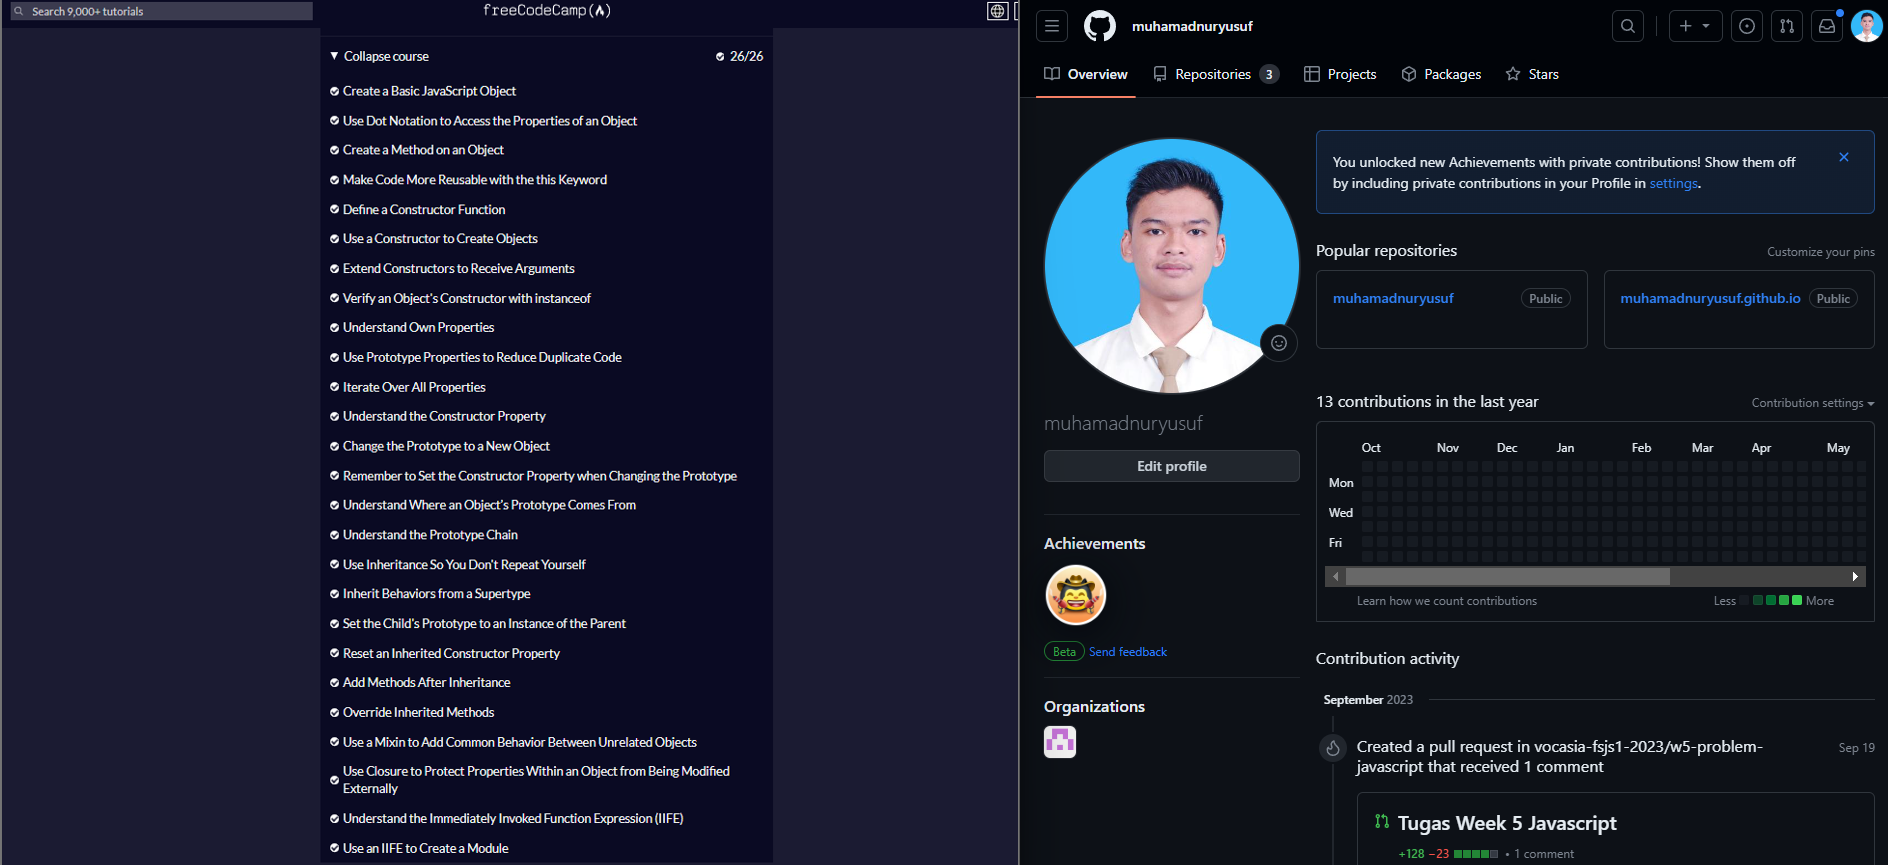 Search 9,000+ tutorials
freeCodeCamp
Collapse course
26/26
Create a Basic JavaScript Object
Use Dot Notation to Access the Properties of an Object
Create a Method on an Object
Make Code More Reusable with the this Keyword
Define a Constructor Function
Use a Constructor to Create Objects
Extend Constructors to Receive Arguments
Verify an Object's Constructor with instanceof
Understand Own Properties
Use Prototype Properties to Reduce Duplicate Code
Iterate Over All Properties
Understand the Constructor Property
Change the Prototype to a New Object
Remember to Set the Constructor Property when Changing the Prototype
Understand Where an Object's Prototype Comes From
Understand the Prototype Chain
Use Inheritance So You Don't Repeat Yourself
Inherit Behaviors from a Supertype
Set the Child's Prototype to an Instance of the Parent
Reset an Inherited Constructor Property
Add Methods After Inheritance
Override Inherited Methods
Use a Mixin to Add Common Behavior Between Unrelated Objects
Use Closure to Protect Properties Within an Object from Being Modified
Externally
Understand the Immediately Invoked Function Expression (IIFE)
Use an IIFE to Create a Module
muhamadnuryusuf
Overview
Repositories 3
Projects
Packages
Stars
muhamadnuryusuf
Edit profile
Achievements
Beta Send feedback
Organizations
You unlocked new Achievements with private contributions! Show them off
by including private contributions in your Profile in settings.
Popular repositories
Customize your pins
muhamadnuryusuf Public
muhamadnuryusuf.github.io Public
13 contributions in the last year
Contribution settings
Oct Nov Dec Jan Feb Mar Apr May
Mon
Wed
Fri
Learn how we count contributions
Less More
Contribution activity
September 2023
Created a pull request in vocasia-fsjs1-2023/w5-problem-
javascript that received 1 comment
Sep 19
Tugas Week 5 Javascript
+128 −23 • 1 comment